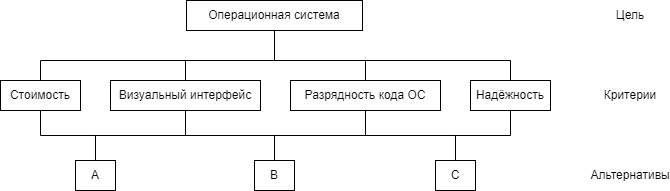 Операционная система
Цель
Стоимость
Визуальный интерфейс
Разрядность кода ОС
Надёжность
Критерии
A
B
C
Альтернативы